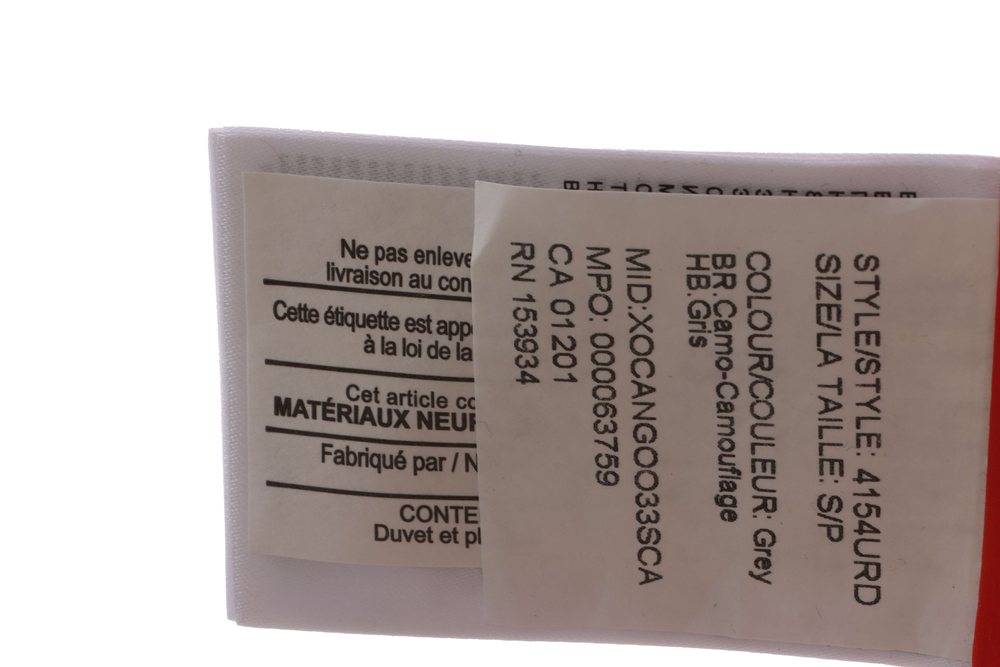 Ne pas enleve
livraison au con
Cette étiquette est appo
à la loi de la
Cet article co
MATÉRIAUX NEUF
Fabriqué par / N
CONTE
Duvet et pl
STYLE/STYLE: 4154URD
SIZE/LA TAILLE: S/P
COLOUR/COULEUR: Grey
BR.Camo-Camouflage
HB.Gris
MID:XOCANGOO33SCA
MPO: 000063759
CA 01201
RN 153934